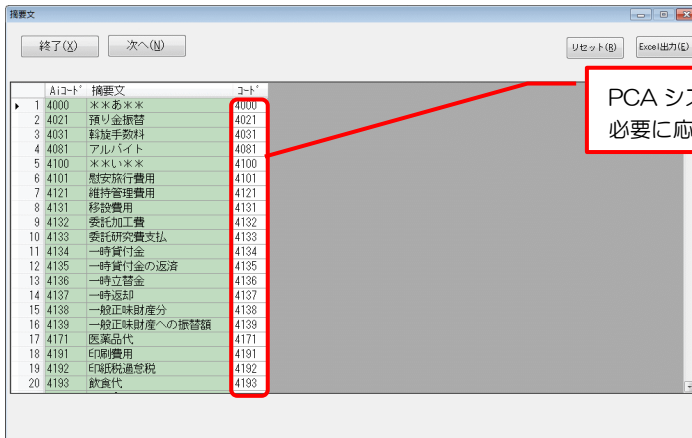 摘要文
終了(X) 次へ(N) リセット(R) Excel出力(E)
PCA シス
必要に応
Aiコード 摘要文 コード
1 4000 **あ** 4000
2 4021 預り金振替 4021
3 4031 斡旋手数料 4031
4 4081 アルバイト 4081
5 4100 **い** 4100
6 4101 慰安旅行費用 4101
7 4121 維持管理費用 4121
8 4131 移設費用 4131
9 4132 委託加工費 4132
10 4133 委託研究費支払 4133
11 4134 一時貸付金 4134
12 4135 一時貸付金の返済 4135
13 4136 一時立替金 4136
14 4137 一時返却 4137
15 4138 一般正味財産分 4138
16 4139 一般正味財産への振替額 4139
17 4171 医薬品代 4171
18 4191 印刷費用 4191
19 4192 印紙税過怠税 4192
20 4193 飲食代 4193